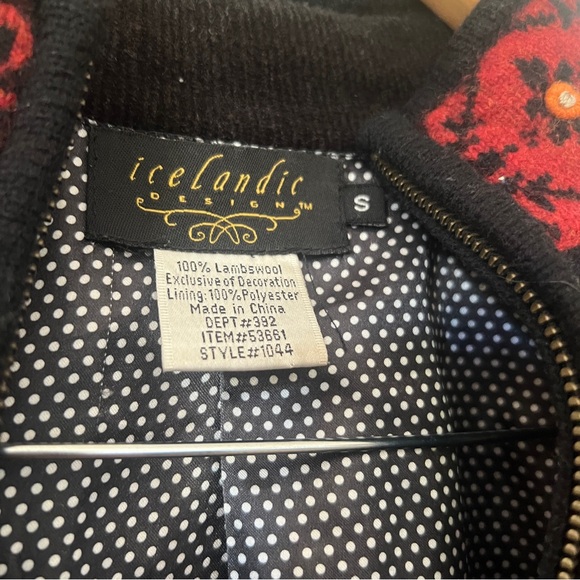 icelandic
DESIGN™
S
100% Lambswool
Exclusive of Decoration
Lining:100%Polyester
Made in China
DEPT#392
ITEM#53661
STYLE#1044